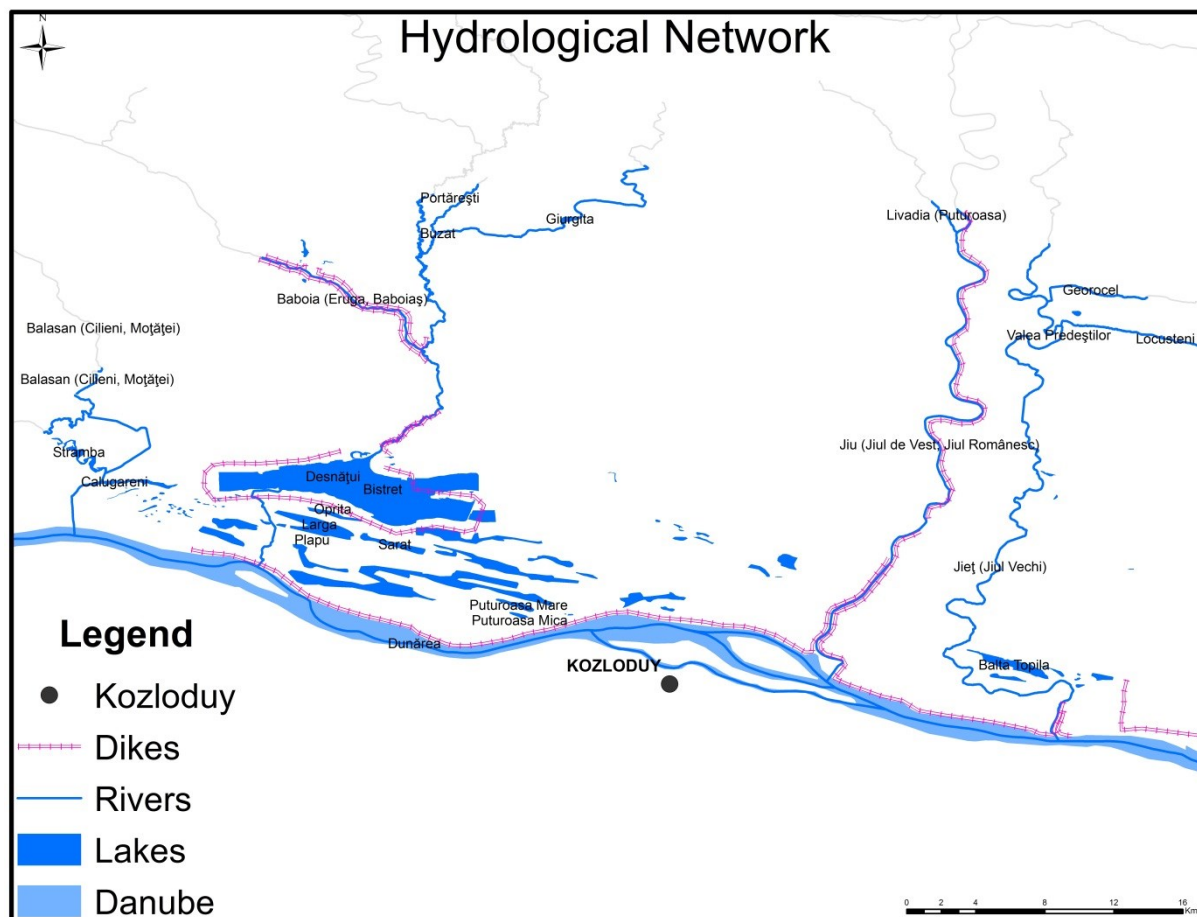 N
Hydrological Network
Portăreşti
Giurgita
Livadia (Puturoasa)
Buzat
Georocel
Baboia (Eruga, Baboiaş)
Balasan (Cilieni, Moţăţei)
Valea Predeştilor
Locusteni
Balasan (Cilleni, Moţăţei)
Jiu (Jiul de Vest, Jiul Românesc)
Stramba
Desnăţui
Calugareni
Bistret
Oprita
Larga
Plapu
Sarat
Jieţ (Jiul Vechi)
Puturoasa Mare
Puturoasa Mica
Dunărea
KOZLODUY
Balta Topila
Legend
Kozloduy
Dikes
Rivers
Lakes
Danube
0 2 4 8 12 16
Km